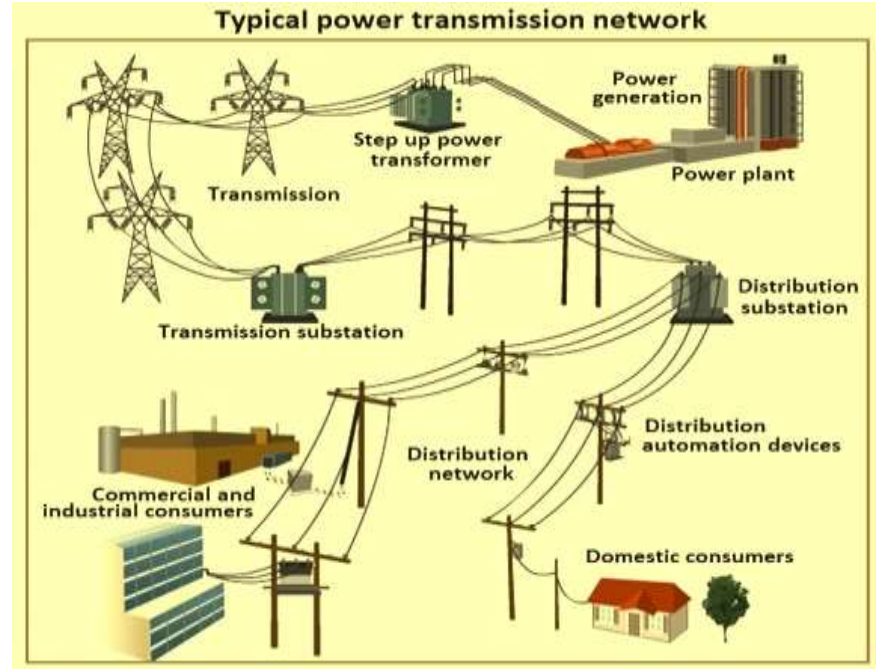 Typical power transmission network
Power
generation
Step up power
transformer
Power plant
Transmission
Distribution
substation
Transmission substation
Distribution
automation devices
Distribution
network
Commercial and
industrial consumers
Domestic consumers